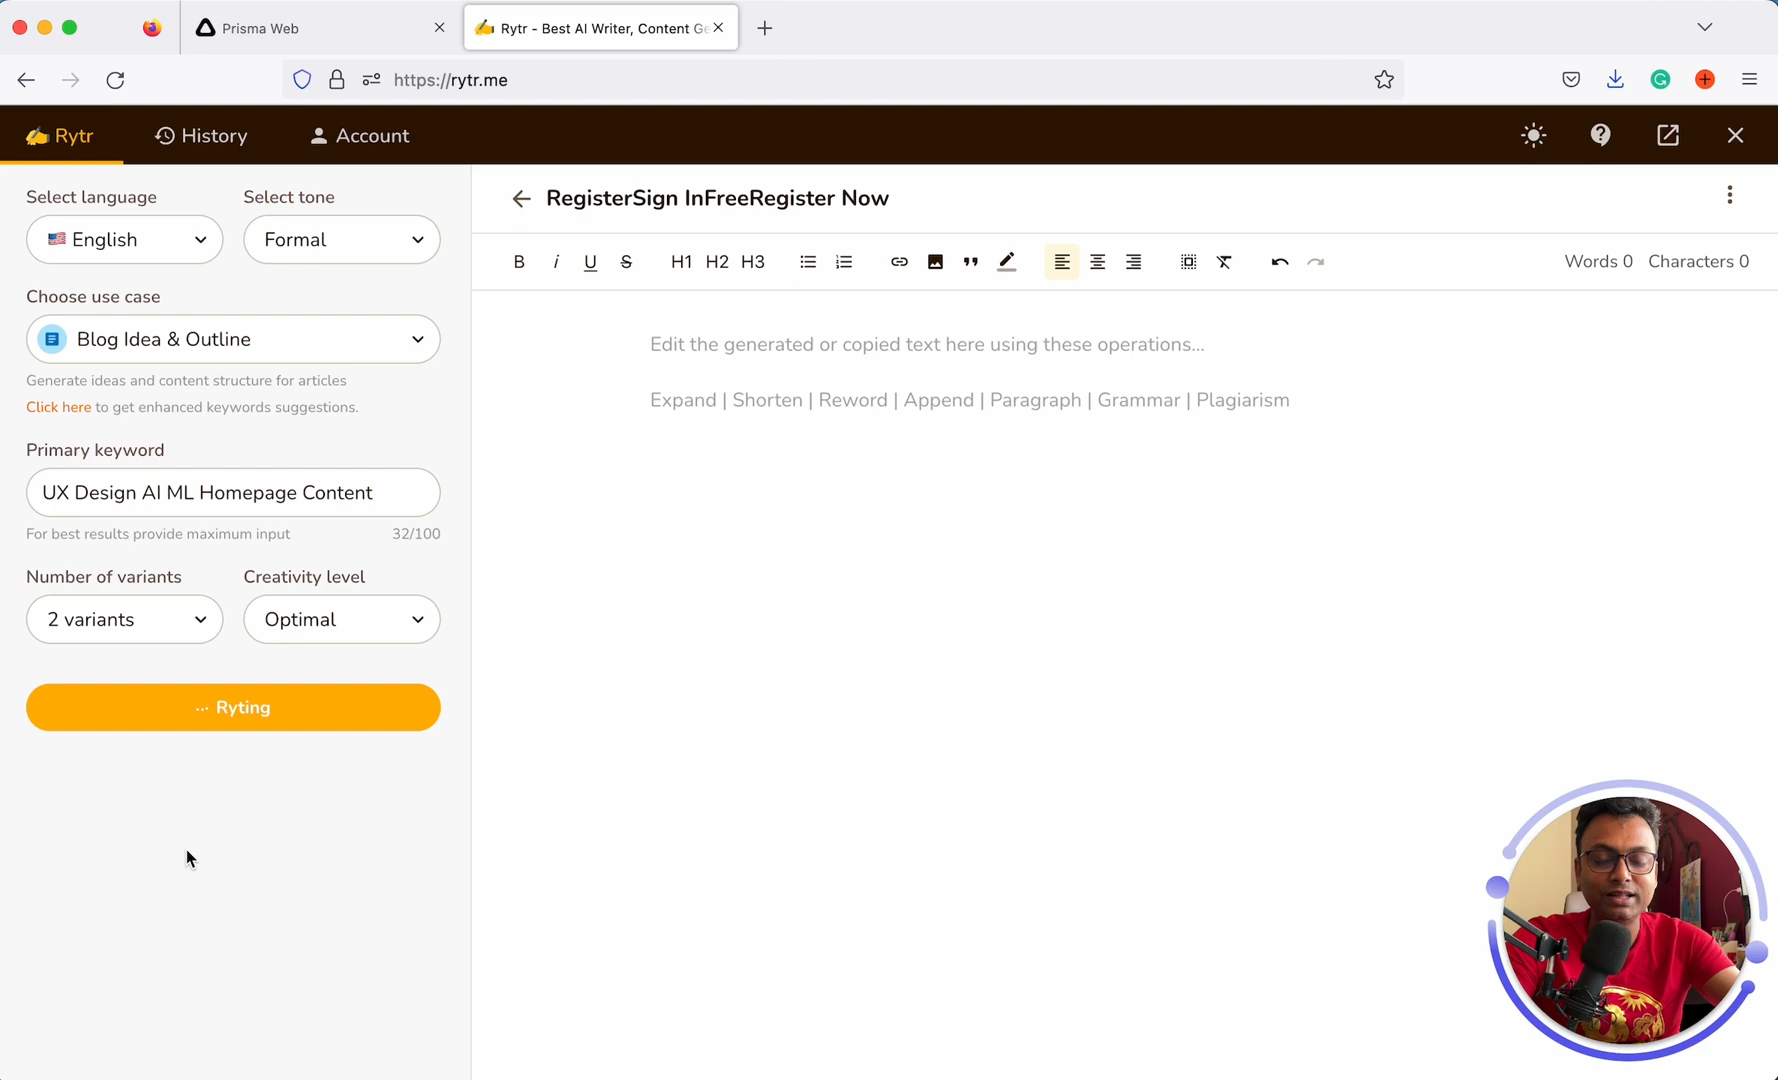 Prisma Web
Rytr - Best AI Writer, Content Ge
https://rytr.me
Rytr
History
Account
Select language
Select tone
English
Formal
Choose use case
Blog Idea & Outline
Generate ideas and content structure for articles
Click here to get enhanced keywords suggestions.
Primary keyword
UX Design AI ML Homepage Content
For best results provide maximum input
32/100
Number of variants
Creativity level
2 variants
Optimal
... Ryting
RegisterSign InFreeRegister Now
B i U S H1 H2 H3
Words 0 Characters 0
Edit the generated or copied text here using these operations...
Expand | Shorten | Reword | Append | Paragraph | Grammar | Plagiarism